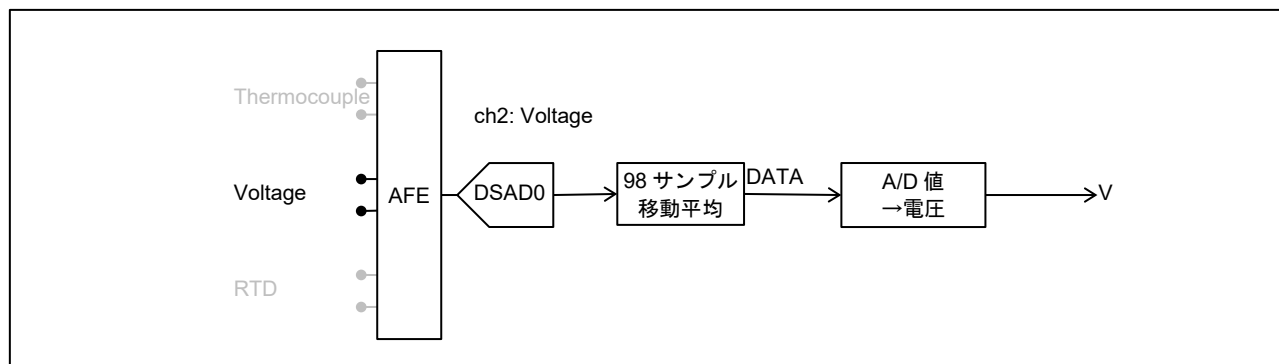 Thermocouple
ch2: Voltage
Voltage
AFE
DSAD0
98 サンプル
移動平均
DATA
A/D 値
→電圧
V
RTD